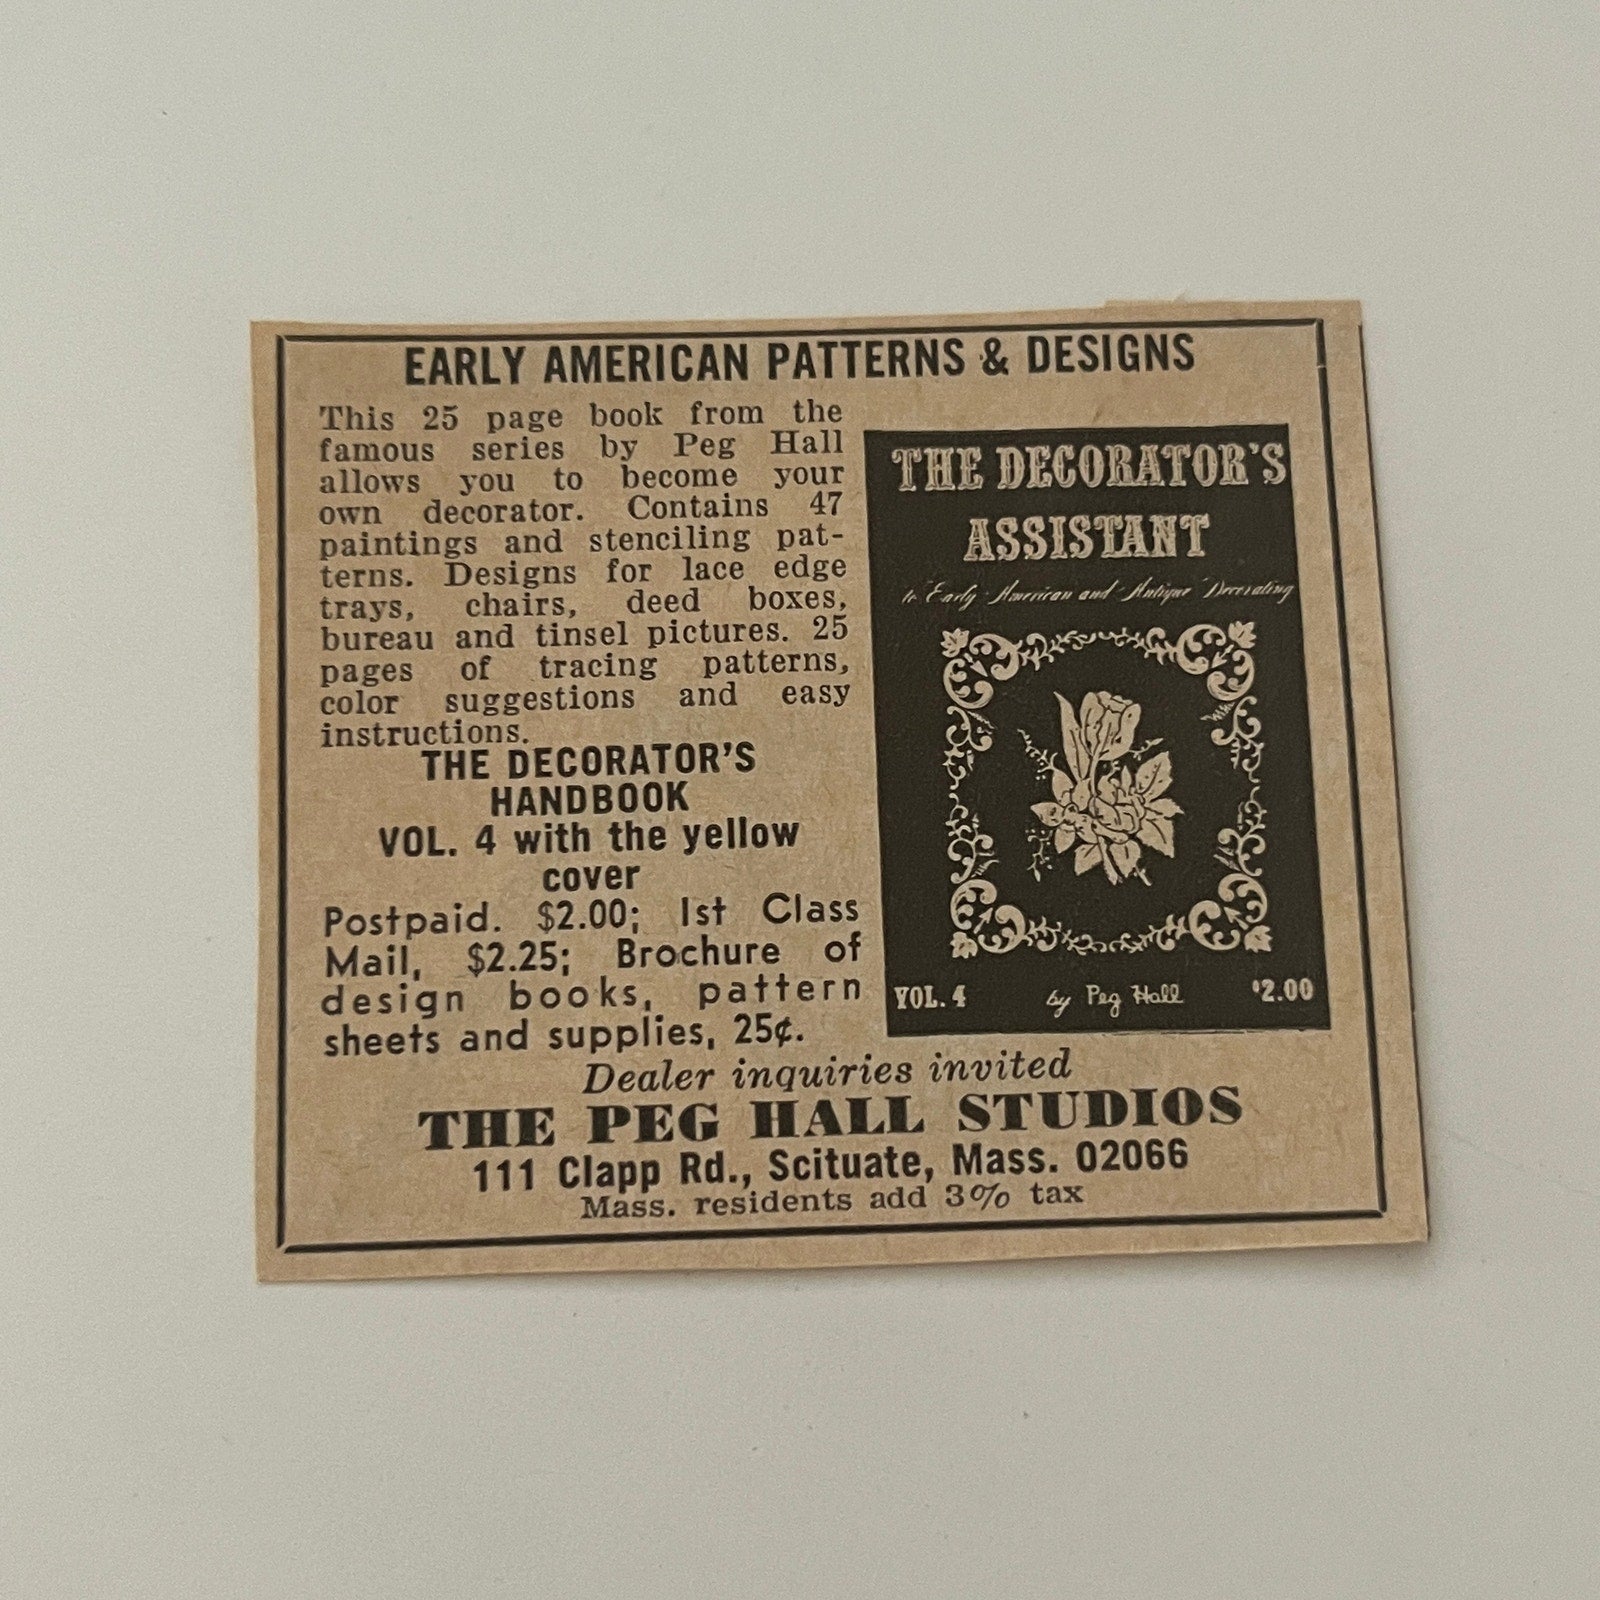 EARLY AMERICAN PATTERNS & DESIGNS
This 25 page book from the
famous series by Peg Hall
allows you to become your
own decorator. Contains 47
paintings and stenciling pat-
terns. Designs for lace edge
trays, chairs, deed boxes,
bureau and tinsel pictures. 25
pages of tracing patterns,
color suggestions and easy
instructions.
THE DECORATOR'S
HANDBOOK
VOL. 4 with the yellow
cover
Postpaid. $2.00; 1st Class
Mail, $2.25; Brochure of
design books, pattern
sheets and supplies, 25¢.
THE DECORATOR'S
ASSISTANT
to Early American and Antique Decorating
VOL. 4 by Peg Hall $2.00
Dealer inquiries invited
THE PEG HALL STUDIOS
111 Clapp Rd., Scituate, Mass. 02066
Mass. residents add 3% tax